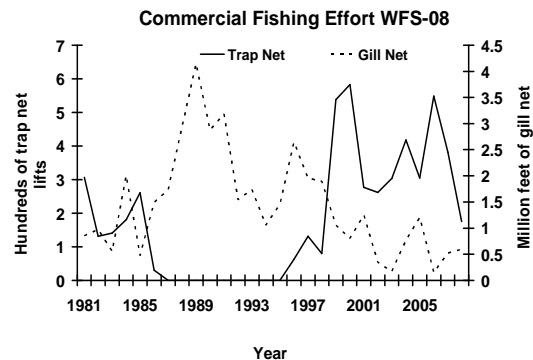 Commercial Fishing Effort WFS-08
Trap Net
Gill Net
Hundreds of trap net
lifts
7
6
5
4
3
2
1
0
4.5
4
3.5
3
2.5
2
1.5
1
0.5
0
Million feet of gill net
1981 1985 1989 1993 1997 2001 2005
Year